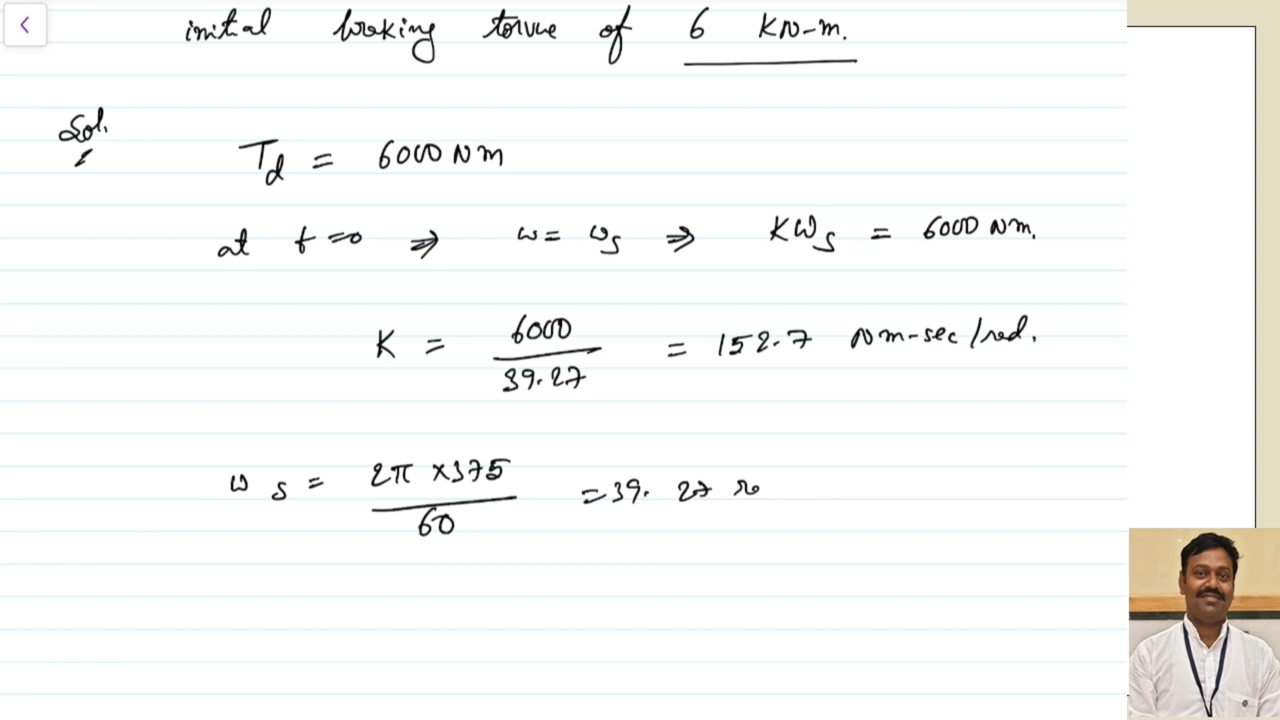 initial braking torque of 6 KN-m.
Sol.
Td = 6000 Nm
at t=0 ⇒ ω = ωs ⇒ Kωs = 6000 Nm.
K = 6000 / 39.27 = 152.7 Nm-sec/rad.
ωs = 2π × 375 / 60 = 39.27 ra